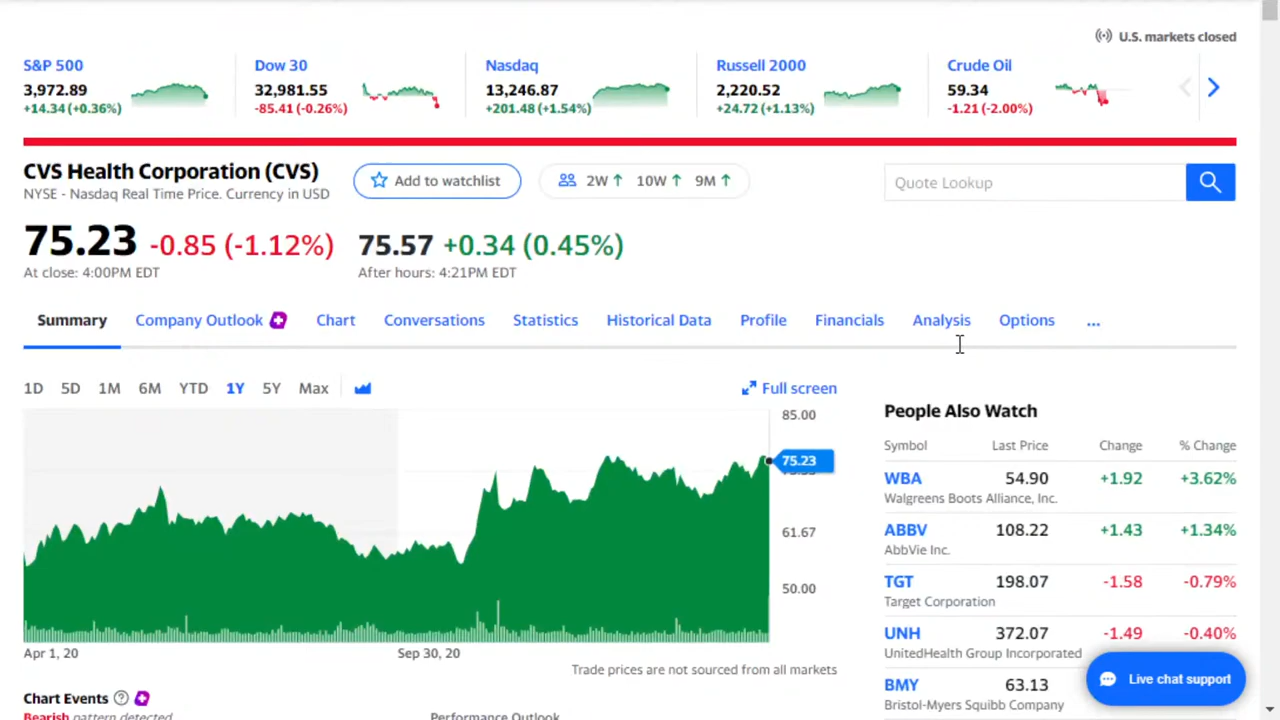 U.S. markets closed
S&P 500 Dow 30 Nasdaq Russell 2000 Crude Oil
3,972.89 32,981.55 13,246.87 2,220.52 59.34
+14.34 (+0.36%) -85.41 (-0.26%) +201.48 (+1.54%) +24.72 (+1.13%) -1.21 (-2.00%)
CVS Health Corporation (CVS)
NYSE - Nasdaq Real Time Price. Currency in USD
Add to watchlist
2W ↑ 10W ↑ 9M ↑
Quote Lookup
75.23 -0.85 (-1.12%) 75.57 +0.34 (0.45%)
At close: 4:00PM EDT After hours: 4:21PM EDT
Summary Company Outlook Chart Conversations Statistics Historical Data Profile Financials Analysis Options ...
1D 5D 1M 6M YTD 1Y 5Y Max Full screen
85.00
75.23
61.67
50.00
Apr 1, 20 Sep 30, 20
Trade prices are not sourced from all markets
Chart Events
Bearish pattern detected
Performance Outlook
People Also Watch
Symbol Last Price Change % Change
WBA 54.90 +1.92 +3.62%
Walgreens Boots Alliance, Inc.
ABBV 108.22 +1.43 +1.34%
AbbVie Inc.
TGT 198.07 -1.58 -0.79%
Target Corporation
UNH 372.07 -1.49 -0.40%
UnitedHealth Group Incorporated
BMY 63.13
Bristol-Myers Squibb Company
Live chat support